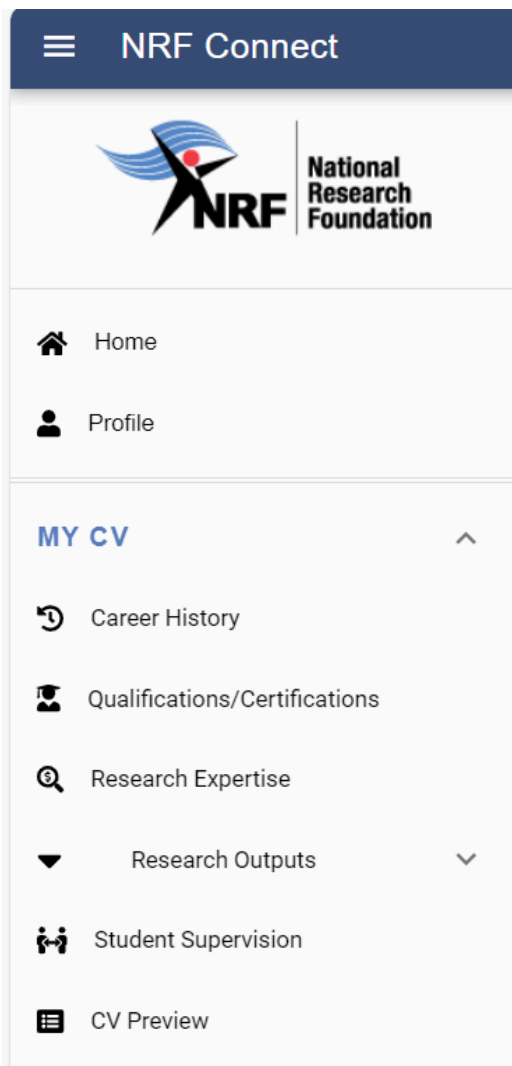 NRF Connect
NRF
National
Research
Foundation
Home
Profile
MY CV
Career History
Qualifications/Certifications
Research Expertise
Research Outputs
Student Supervision
CV Preview